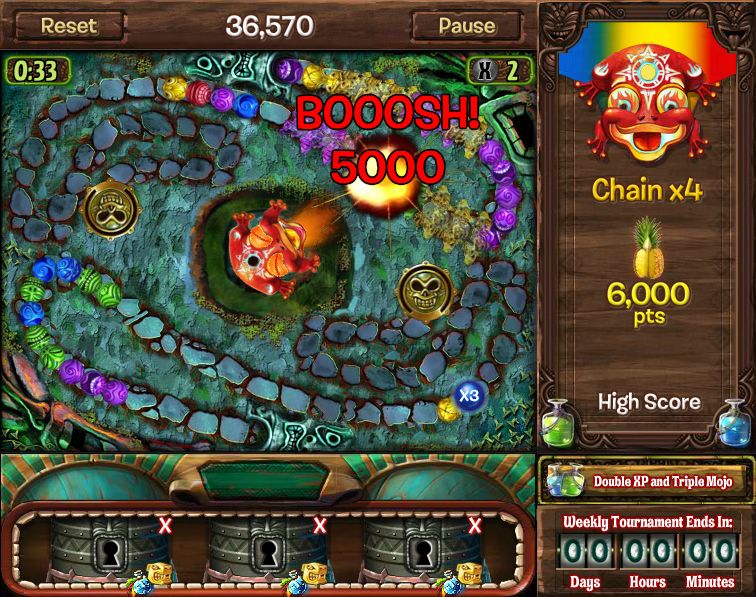 Reset
36,570
Pause
0:33
X 2
BOOOSH!
5000
Chain x4
6,000
pts
X3
High Score
Double XP and Triple Mojo
Weekly Tournament Ends In:
00 00 00
Days Hours Minutes
X X X